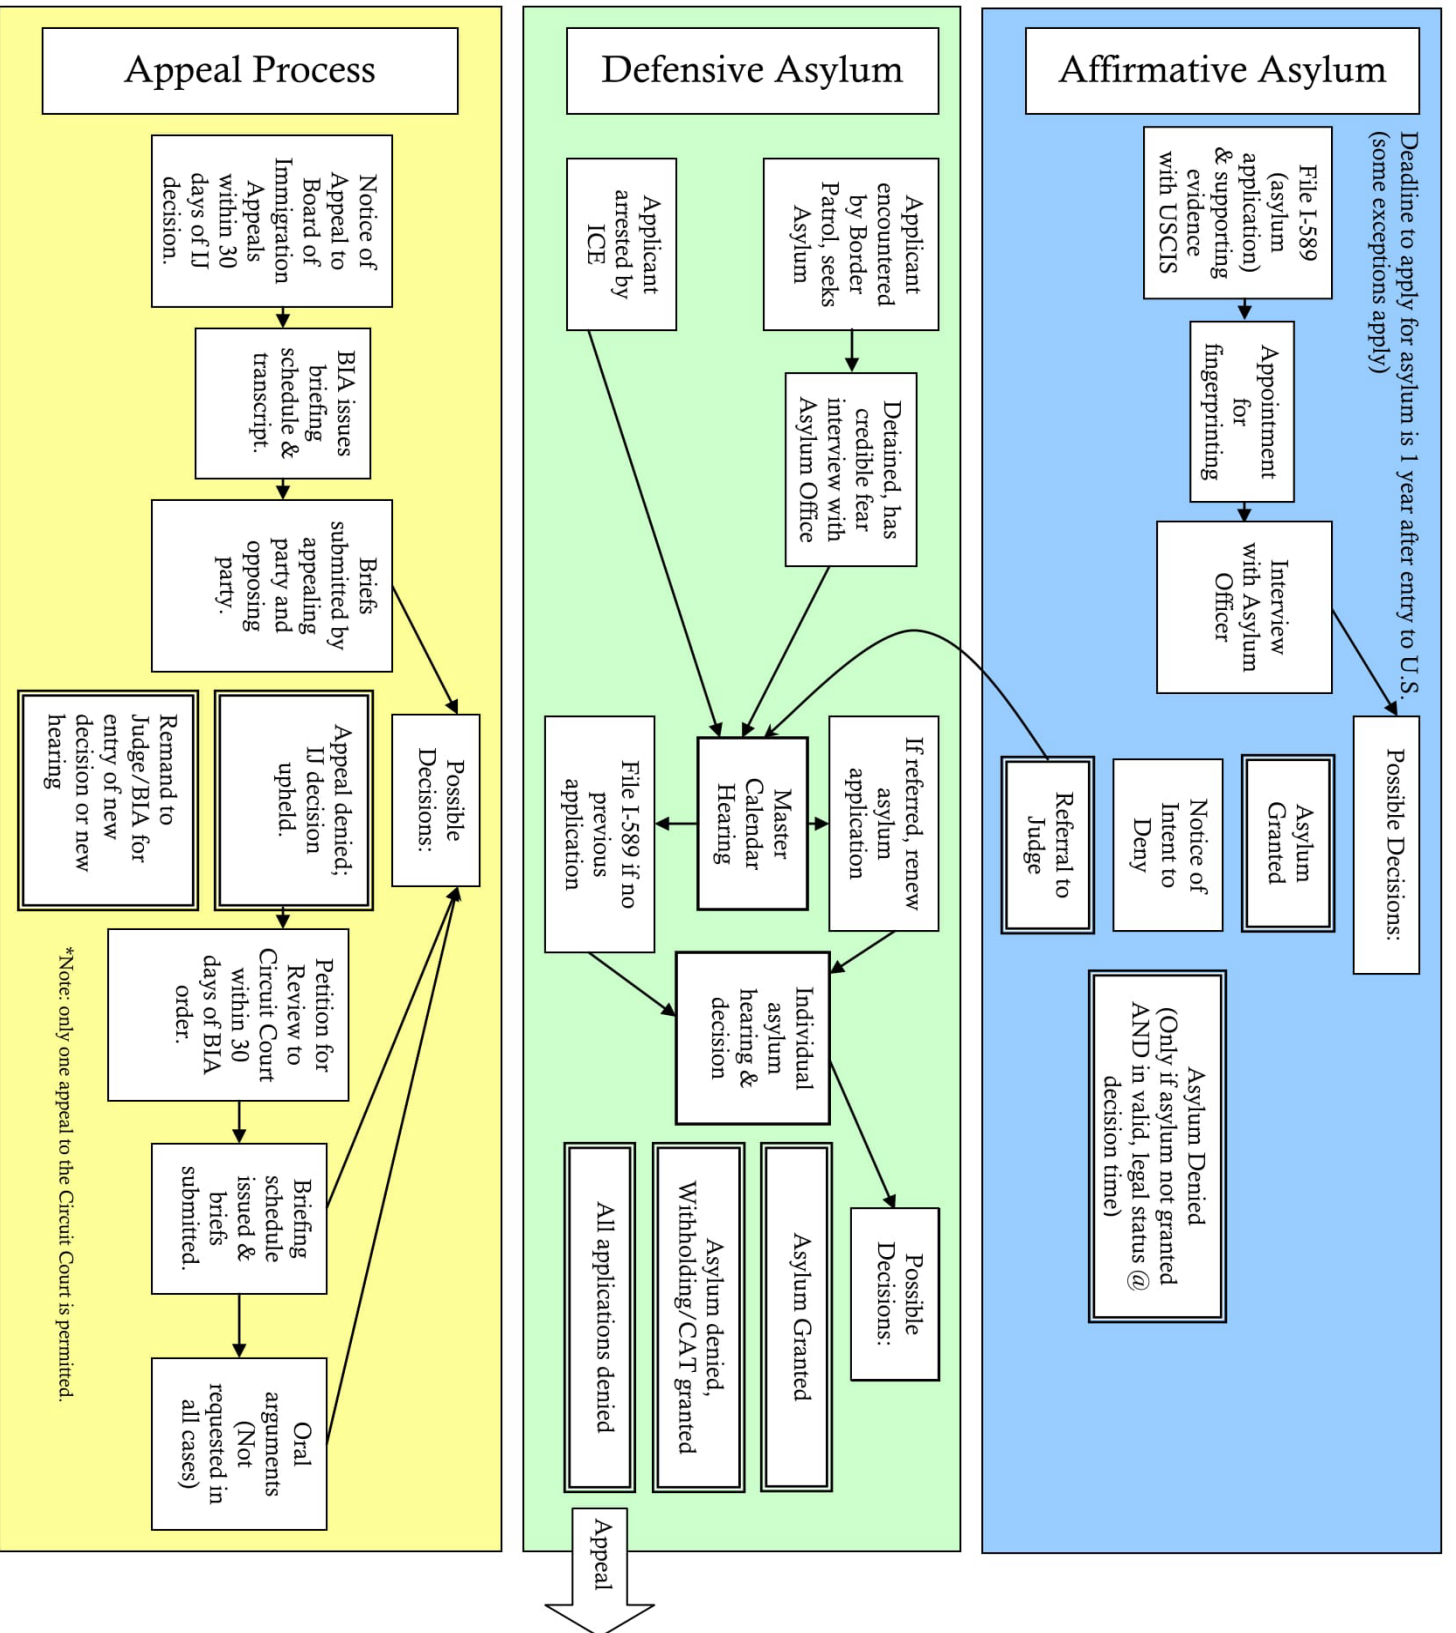 Affirmative Asylum
Deadline to apply for asylum is 1 year after entry to U.S.
(some exceptions apply)
File I-589
(asylum
application)
& supporting
evidence
with USCIS
Appointment
for
fingerprinting
Interview
with Asylum
Officer
Possible Decisions:
Asylum
Granted
Notice of
Intent to
Deny
Referral to
Judge
Asylum Denied
(Only if asylum not granted
AND in valid, legal status @
decision time)
Defensive Asylum
Applicant
encountered
by Border
Patrol, seeks
Asylum
Applicant
arrested by
ICE
Detained, has
credible fear
interview with
Asylum Office
If referred, renew
asylum
application
Master
Calendar
Hearing
File I-589 if no
previous
application
Individual
asylum
hearing &
decision
Possible
Decisions:
Asylum Granted
Asylum denied,
Withholding/CAT granted
All applications denied
Appeal
Appeal Process
Notice of
Appeal to
Board of
Immigration
Appeals
within 30
days of IJ
decision.
BIA issues
briefing
schedule &
transcript.
Briefs
submitted by
appealing
party and
opposing
party.
Possible
Decisions:
Appeal denied;
IJ decision
upheld.
Remand to
Judge/BIA for
entry of new
decision or new
hearing
Petition for
Review to
Circuit Court
within 30
days of BIA
order.
Briefing
schedule
issued &
briefs
submitted.
Oral
arguments
(Not
requested in
all cases)
*Note: only one appeal to the Circuit Court is permitted.